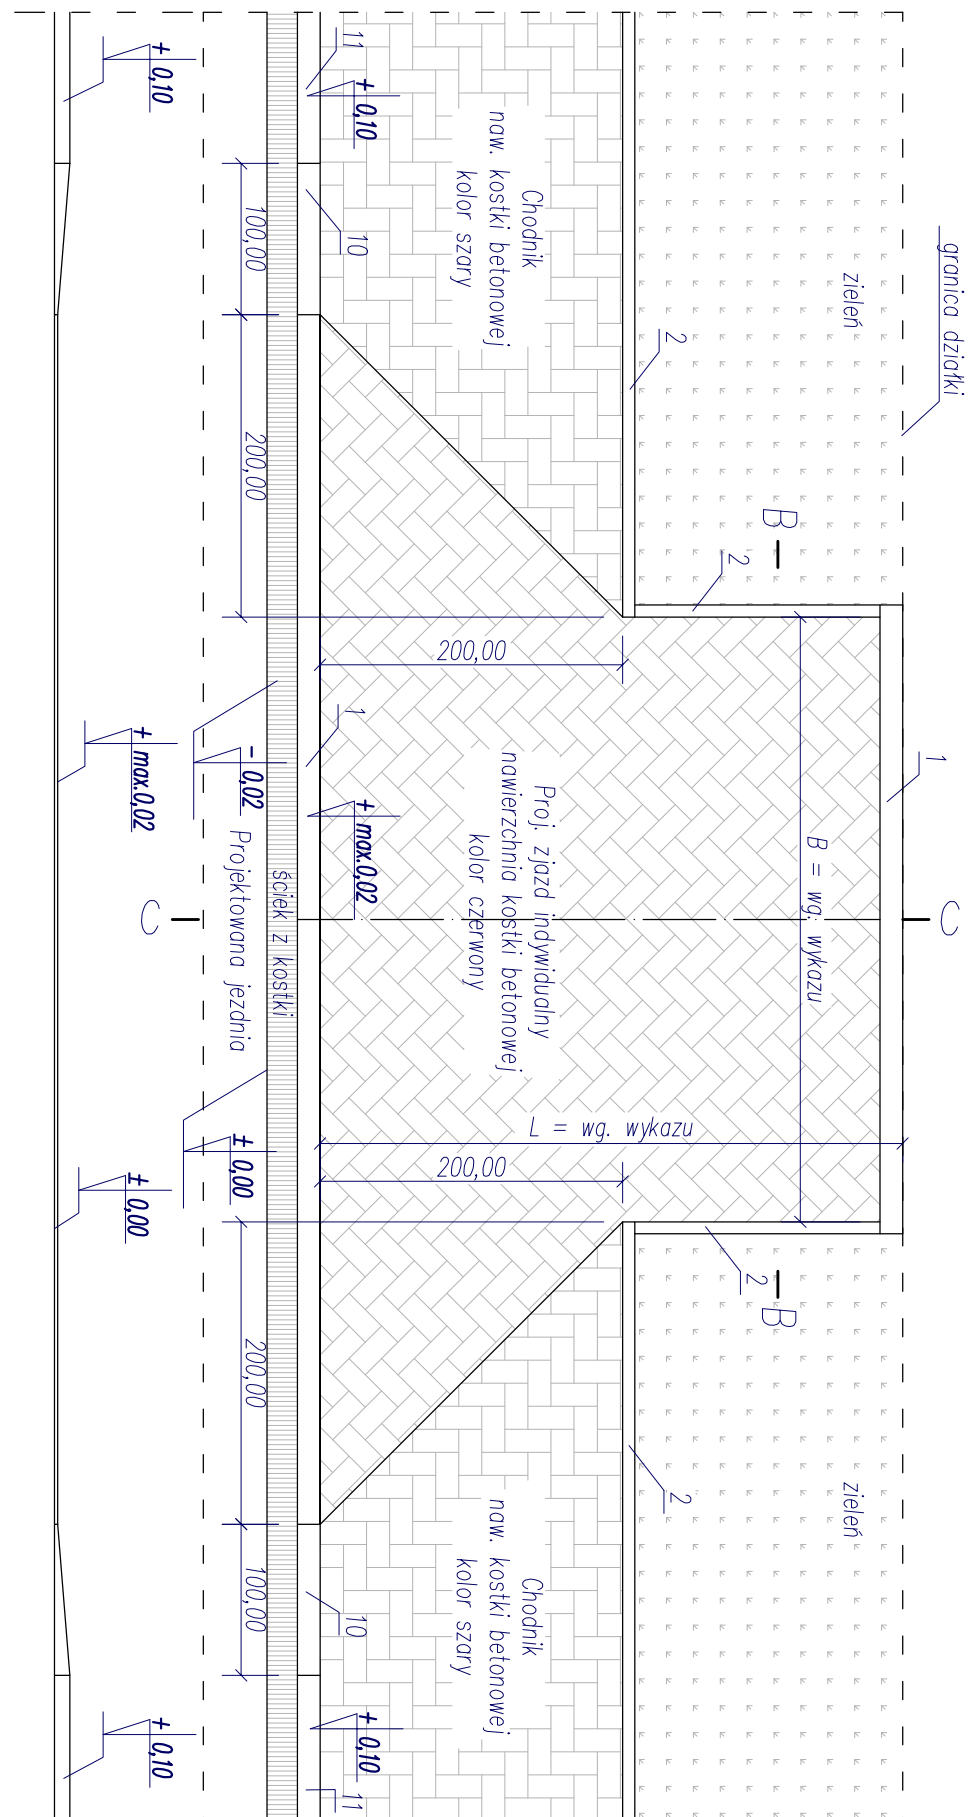 granica działki
zieleń
zieleń
1
C
B
B
2
2
B = wg. wykazu
2
2
L = wg. wykazu
Chodnik
naw. kostki betonowej
kolor szary
Proj. zjazd indywidualny
nawierzchnia kostki betonowej
kolor czerwony
Chodnik
naw. kostki betonowej
kolor szary
200,00
200,00
11
+ 0,10
10
1
+ max.0,02
10
+ 0,10
11
ściek z kostki
100,00
200,00
- 0,02
Projektowana jezdnia
± 0,00
200,00
100,00
C
+ 0,10
+ max.0,02
± 0,00
+ 0,10